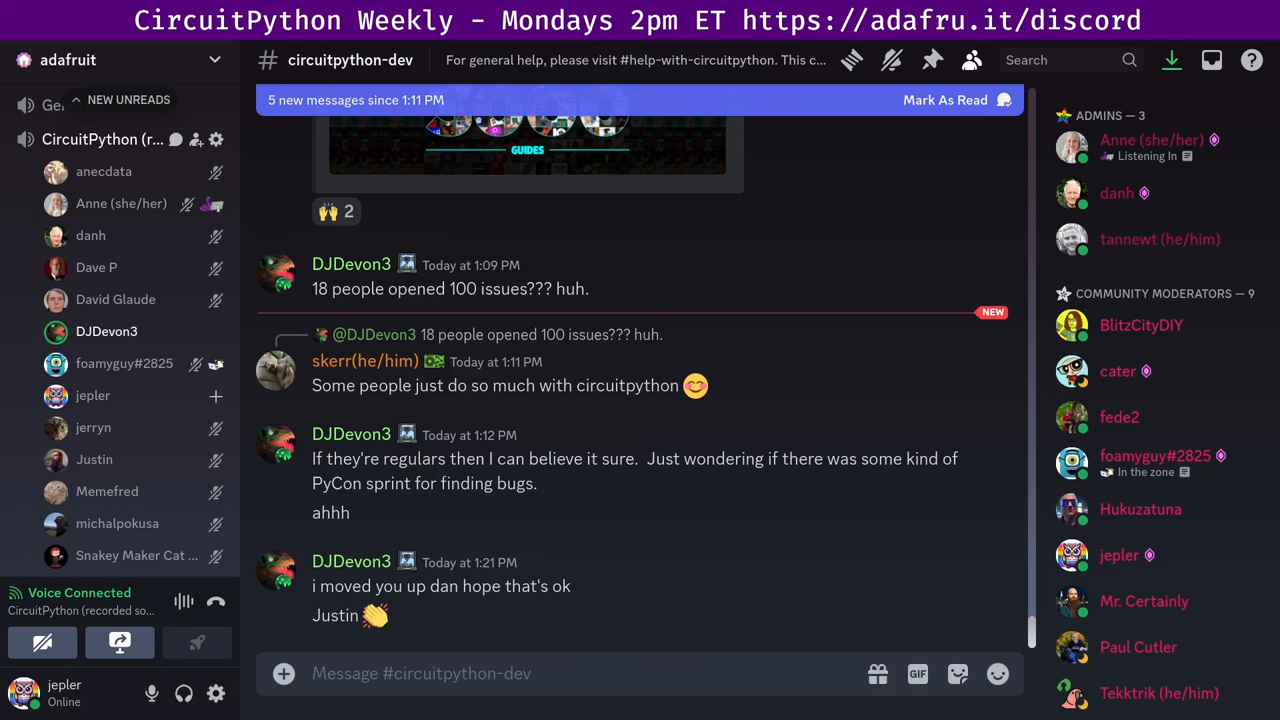 CircuitPython Weekly - Mondays 2pm ET https://adafru.it/discord
adafruit
# circuitpython-dev
For general help, please visit #help-with-circuitpython. This c...
Search
Ge
NEW UNREADS
CircuitPython (r...
anecdata
Anne (she/her)
danh
Dave P
David Glaude
DJDevon3
foamyguy#2825
jepler
jerryn
Justin
Memefred
michalpokusa
Snakey Maker Cat ...
Voice Connected
CircuitPython (recorded so...
jepler
Online
5 new messages since 1:11 PM
Mark As Read
GUIDES
2
DJDevon3 Today at 1:09 PM
18 people opened 100 issues??? huh.
NEW
@DJDevon3 18 people opened 100 issues??? huh.
skerr(he/him) Today at 1:11 PM
Some people just do so much with circuitpython
DJDevon3 Today at 1:12 PM
If they're regulars then I can believe it sure. Just wondering if there was some kind of
PyCon sprint for finding bugs.
ahhh
DJDevon3 Today at 1:21 PM
i moved you up dan hope that's ok
Justin
Message #circuitpython-dev
GIF
ADMINS — 3
Anne (she/her)
Listening In
danh
tannewt (he/him)
COMMUNITY MODERATORS — 9
BlitzCityDIY
cater
fede2
foamyguy#2825
In the zone
Hukuzatuna
jepler
Mr. Certainly
Paul Cutler
Tekktrik (he/him)